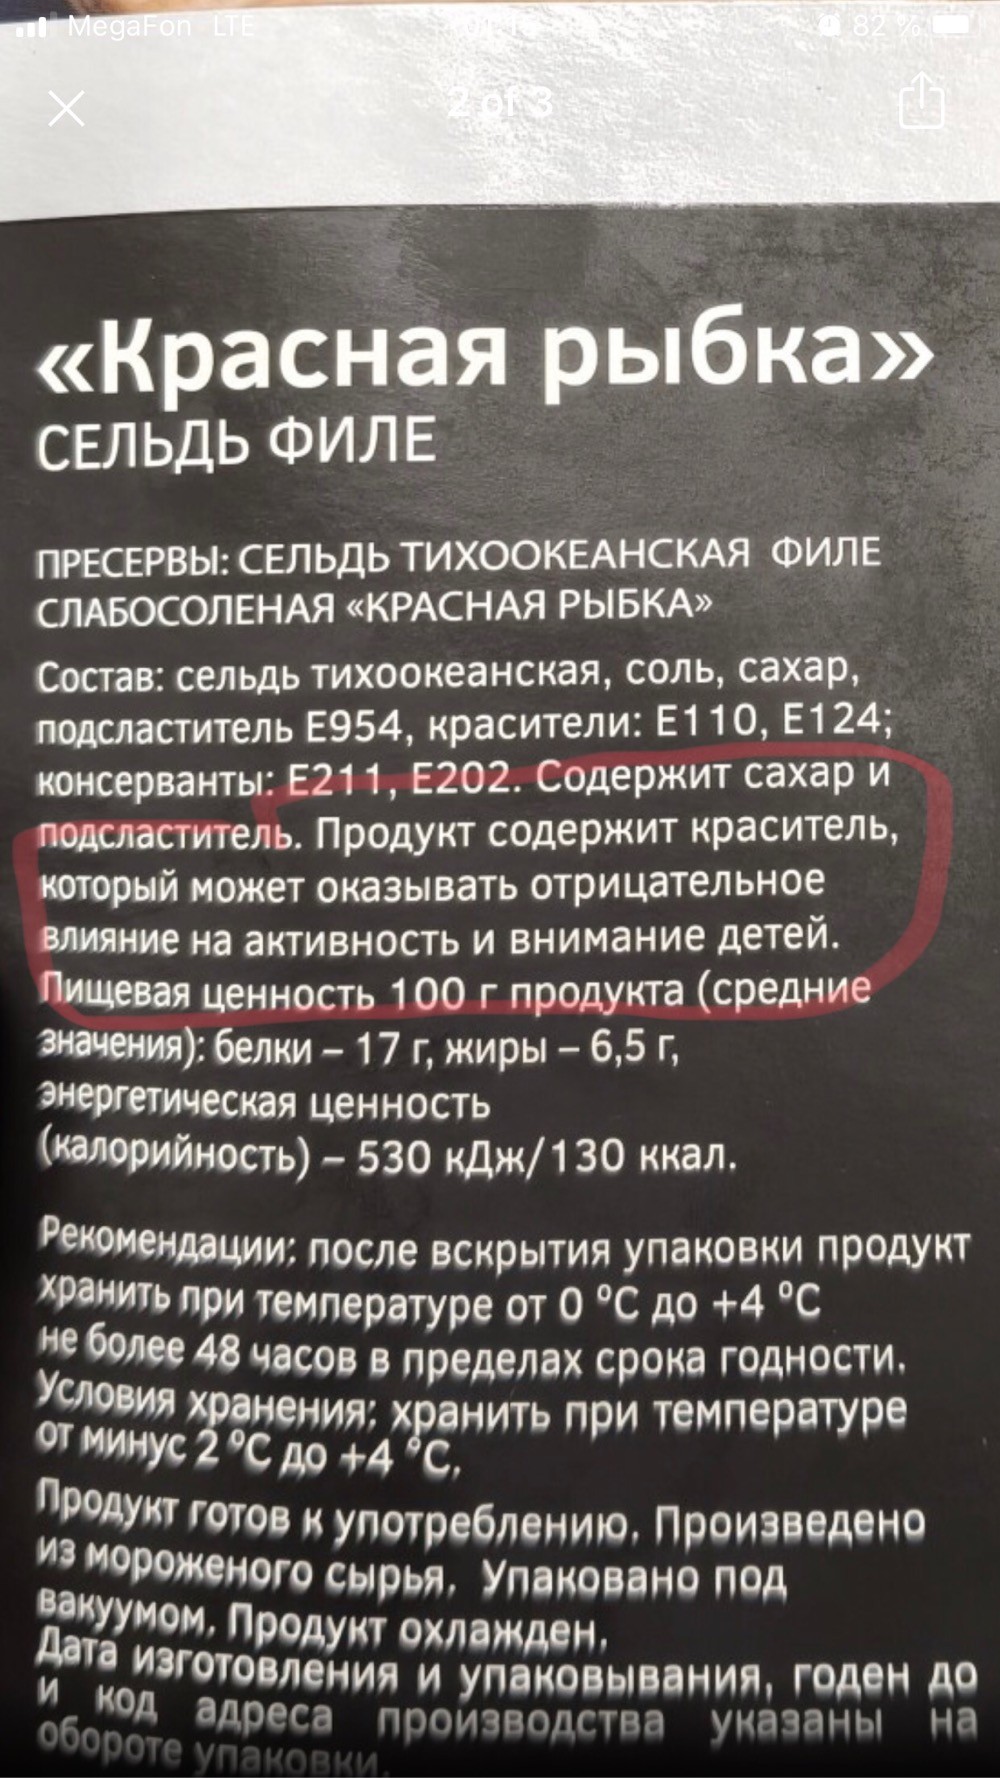 MegaFon LTE
82 %
2 of 3
«Красная рыбка»
СЕЛЬДЬ ФИЛЕ
ПРЕСЕРВЫ: СЕЛЬДЬ ТИХООКЕАНСКАЯ ФИЛЕ
СЛАБОСОЛЕНАЯ «КРАСНАЯ РЫБКА»
Состав: сельдь тихоокеанская, соль, сахар,
подсластитель Е954, красители: Е110, Е124;
консерванты: Е211, Е202. Содержит сахар и
подсластитель. Продукт содержит краситель,
который может оказывать отрицательное
влияние на активность и внимание детей.
Пищевая ценность 100 г продукта (средние
значения): белки – 17 г, жиры – 6,5 г,
энергетическая ценность
(калорийность) – 530 кДж/130 ккал.
Рекомендации: после вскрытия упаковки продукт
хранить при температуре от 0 °С до +4 °С
не более 48 часов в пределах срока годности.
Условия хранения: хранить при температуре
от минус 2 °С до +4 °С.
Продукт готов к употреблению. Произведено
из мороженого сырья. Упаковано под
вакуумом. Продукт охлажден.
Дата изготовления и упаковывания, годен до
и код адреса производства указаны на
обороте упаковки.